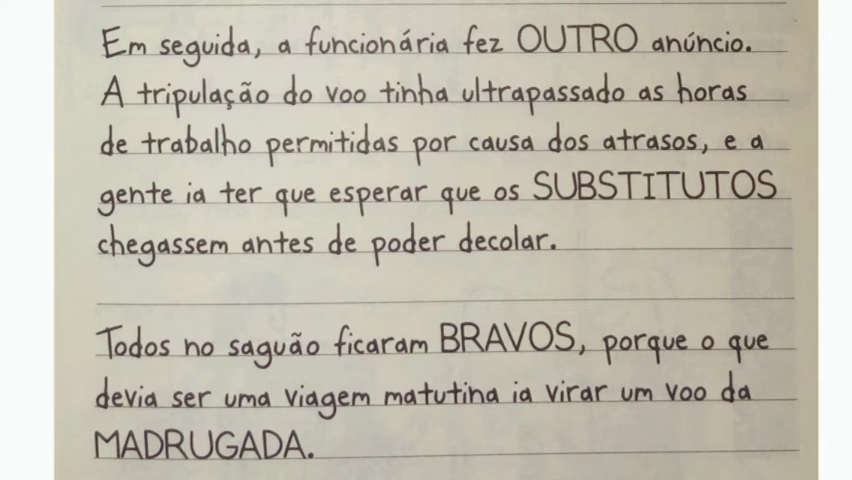 Em seguida, a funcionária fez OUTRO anúncio.
A tripulação do voo tinha ultrapassado as horas
de trabalho permitidas por causa dos atrasos, e a
gente ia ter que esperar que os SUBSTITUTOS
chegassem antes de poder decolar.
Todos no saguão ficaram BRAVOS, porque o que
devia ser uma viagem matutina ia virar um voo da
MADRUGADA.